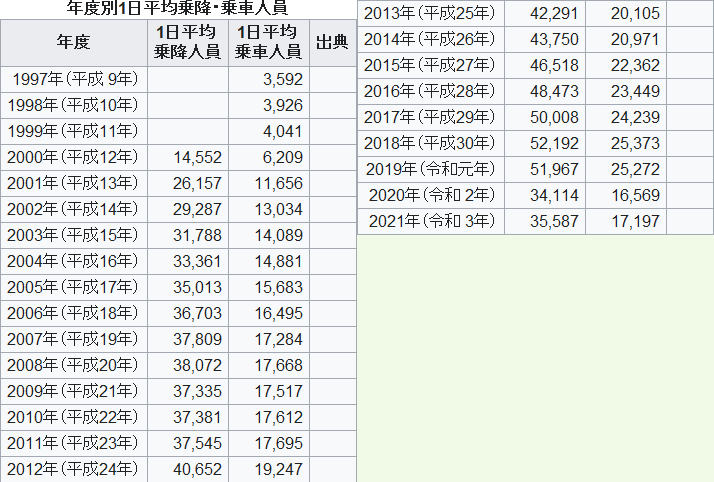 年度別1日平均乗降・乗車人員
年度 1日平均乗降人員 1日平均乗車人員 出典
1997年(平成 9年) 3,592
1998年(平成10年) 3,926
1999年(平成11年) 4,041
2000年(平成12年) 14,552 6,209
2001年(平成13年) 26,157 11,656
2002年(平成14年) 29,287 13,034
2003年(平成15年) 31,788 14,089
2004年(平成16年) 33,361 14,881
2005年(平成17年) 35,013 15,683
2006年(平成18年) 36,703 16,495
2007年(平成19年) 37,809 17,284
2008年(平成20年) 38,072 17,668
2009年(平成21年) 37,335 17,517
2010年(平成22年) 37,381 17,612
2011年(平成23年) 37,545 17,695
2012年(平成24年) 40,652 19,247
2013年(平成25年) 42,291 20,105
2014年(平成26年) 43,750 20,971
2015年(平成27年) 46,518 22,362
2016年(平成28年) 48,473 23,449
2017年(平成29年) 50,008 24,239
2018年(平成30年) 52,192 25,373
2019年(令和元年) 51,967 25,272
2020年(令和 2年) 34,114 16,569
2021年(令和 3年) 35,587 17,197